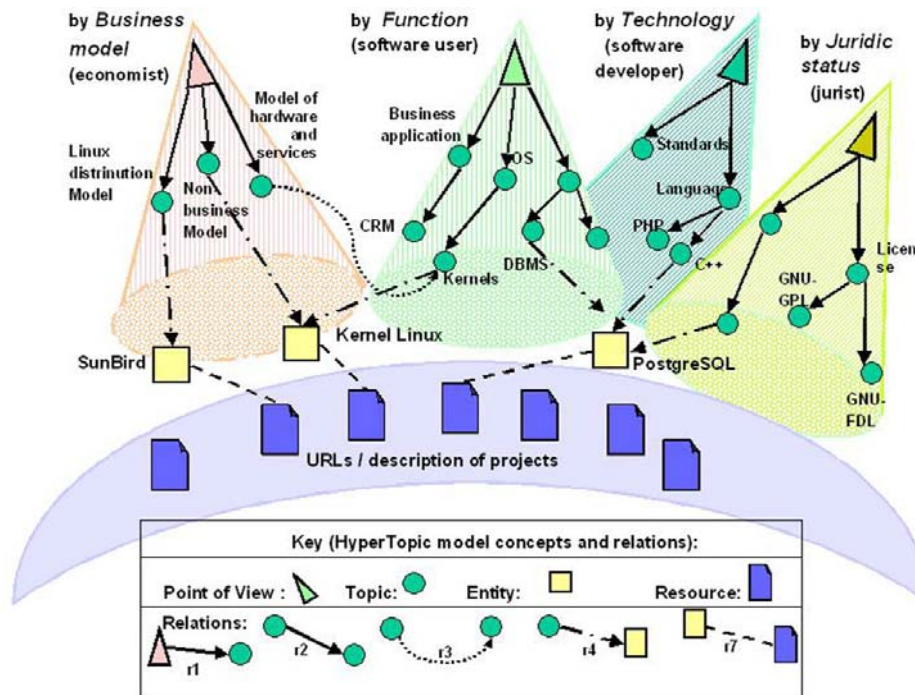 by Business
model
(economist)
by Function
(software user)
by Technology
(software
developer)
by Juridic
status
(jurist)
Model of
hardware
and
services
Linux
distrinution
Model
Non-
business
Model
Business
application
OS
CRM
Kernels
DBMS
Standards
Language
PHP
C++
Licen
se
GNU-
GPL
GNU-
FDL
SunBird
Kernel Linux
PostgreSQL
URLs / description of projects
Key (HyperTopic model concepts and relations):
Point of View :
Topic:
Entity:
Resource:
Relations:
r1
r2
r3
r4
r7